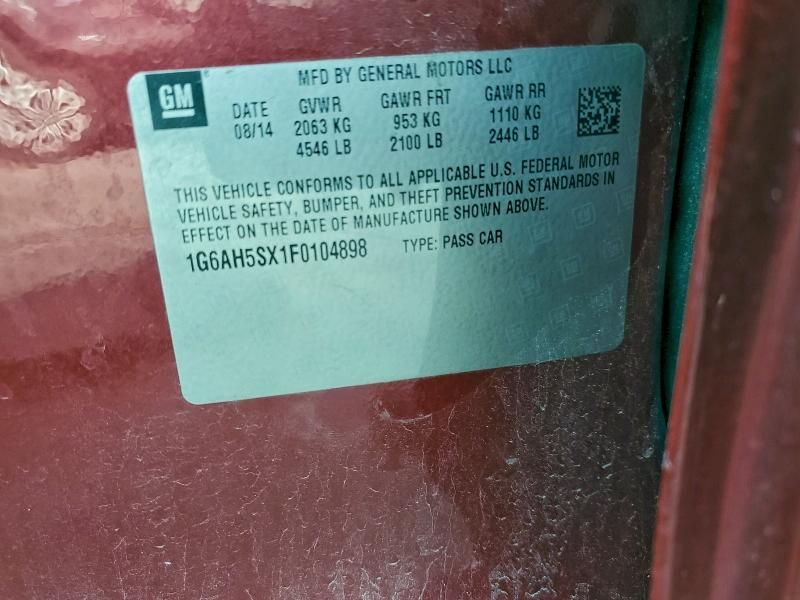 GM
MFD BY GENERAL MOTORS LLC
DATE GVWR GAWR FRT GAWR RR
08/14 2063 KG 953 KG 1110 KG
4546 LB 2100 LB 2446 LB
THIS VEHICLE CONFORMS TO ALL APPLICABLE U.S. FEDERAL MOTOR
VEHICLE SAFETY, BUMPER, AND THEFT PREVENTION STANDARDS IN
EFFECT ON THE DATE OF MANUFACTURE SHOWN ABOVE.
1G6AH5SX1F0104898 TYPE: PASS CAR